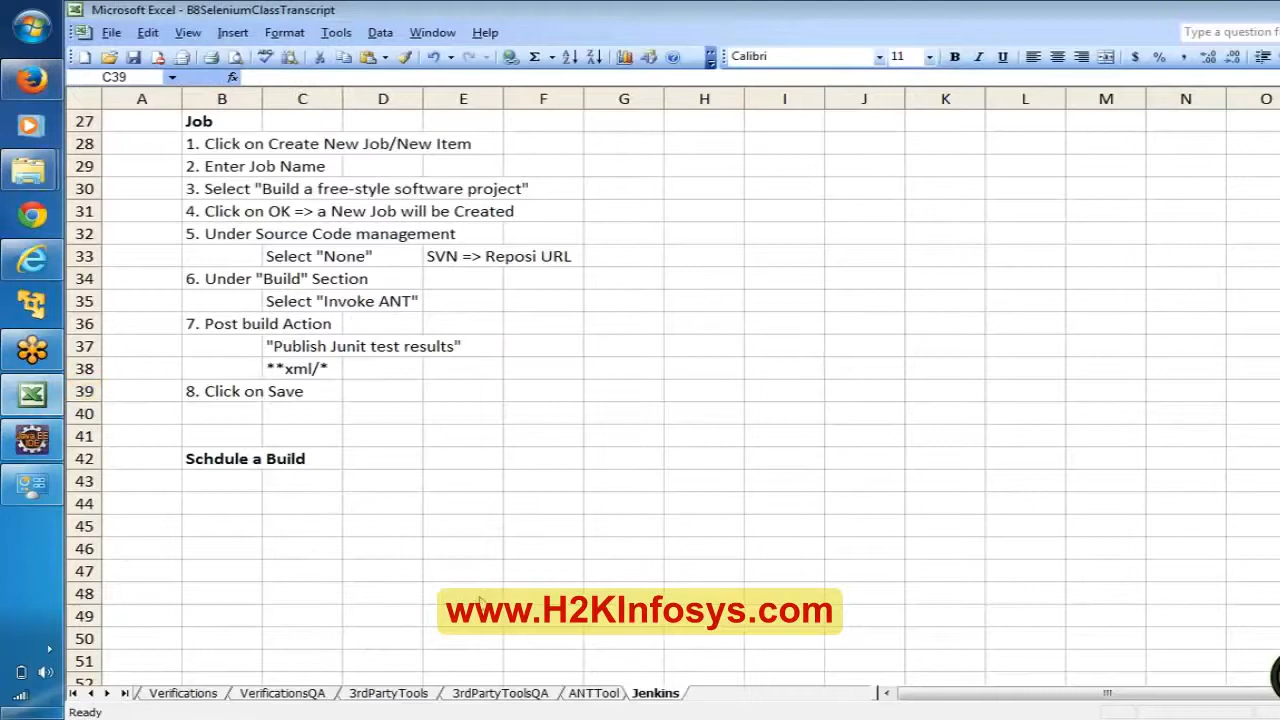 Microsoft Excel - B8SeleniumClassTranscript
File Edit View Insert Format Tools Data Window Help
Type a question f
Calibri 11 B I U $ % ,
C39 fx
A B C D E F G H I J K L M N O
27 Job
28 1. Click on Create New Job/New Item
29 2. Enter Job Name
30 3. Select "Build a free-style software project"
31 4. Click on OK => a New Job will be Created
32 5. Under Source Code management
33 Select "None" SVN => Reposi URL
34 6. Under "Build" Section
35 Select "Invoke ANT"
36 7. Post build Action
37 "Publish Junit test results"
38 **xml/*
39 8. Click on Save
40
41
42 Schdule a Build
43
44
45
46
47
48
49
50
51
52
www.H2KInfosys.com
Verifications VerificationsQA 3rdPartyTools 3rdPartyToolsQA ANTTool Jenkins
Ready